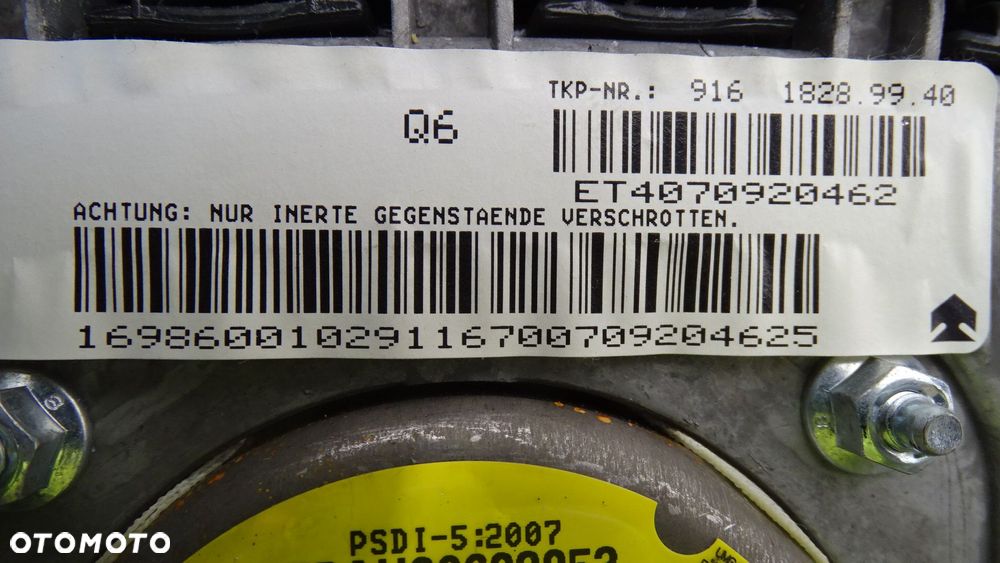 TKP-NR.: 916 1828.99.40
Q6
ET4070920462
ACHTUNG: NUR INERTE GEGENSTAENDE VERSCHROTTEN.
16986001029116700709204625
PSDI-5:2007
OTOMOTO